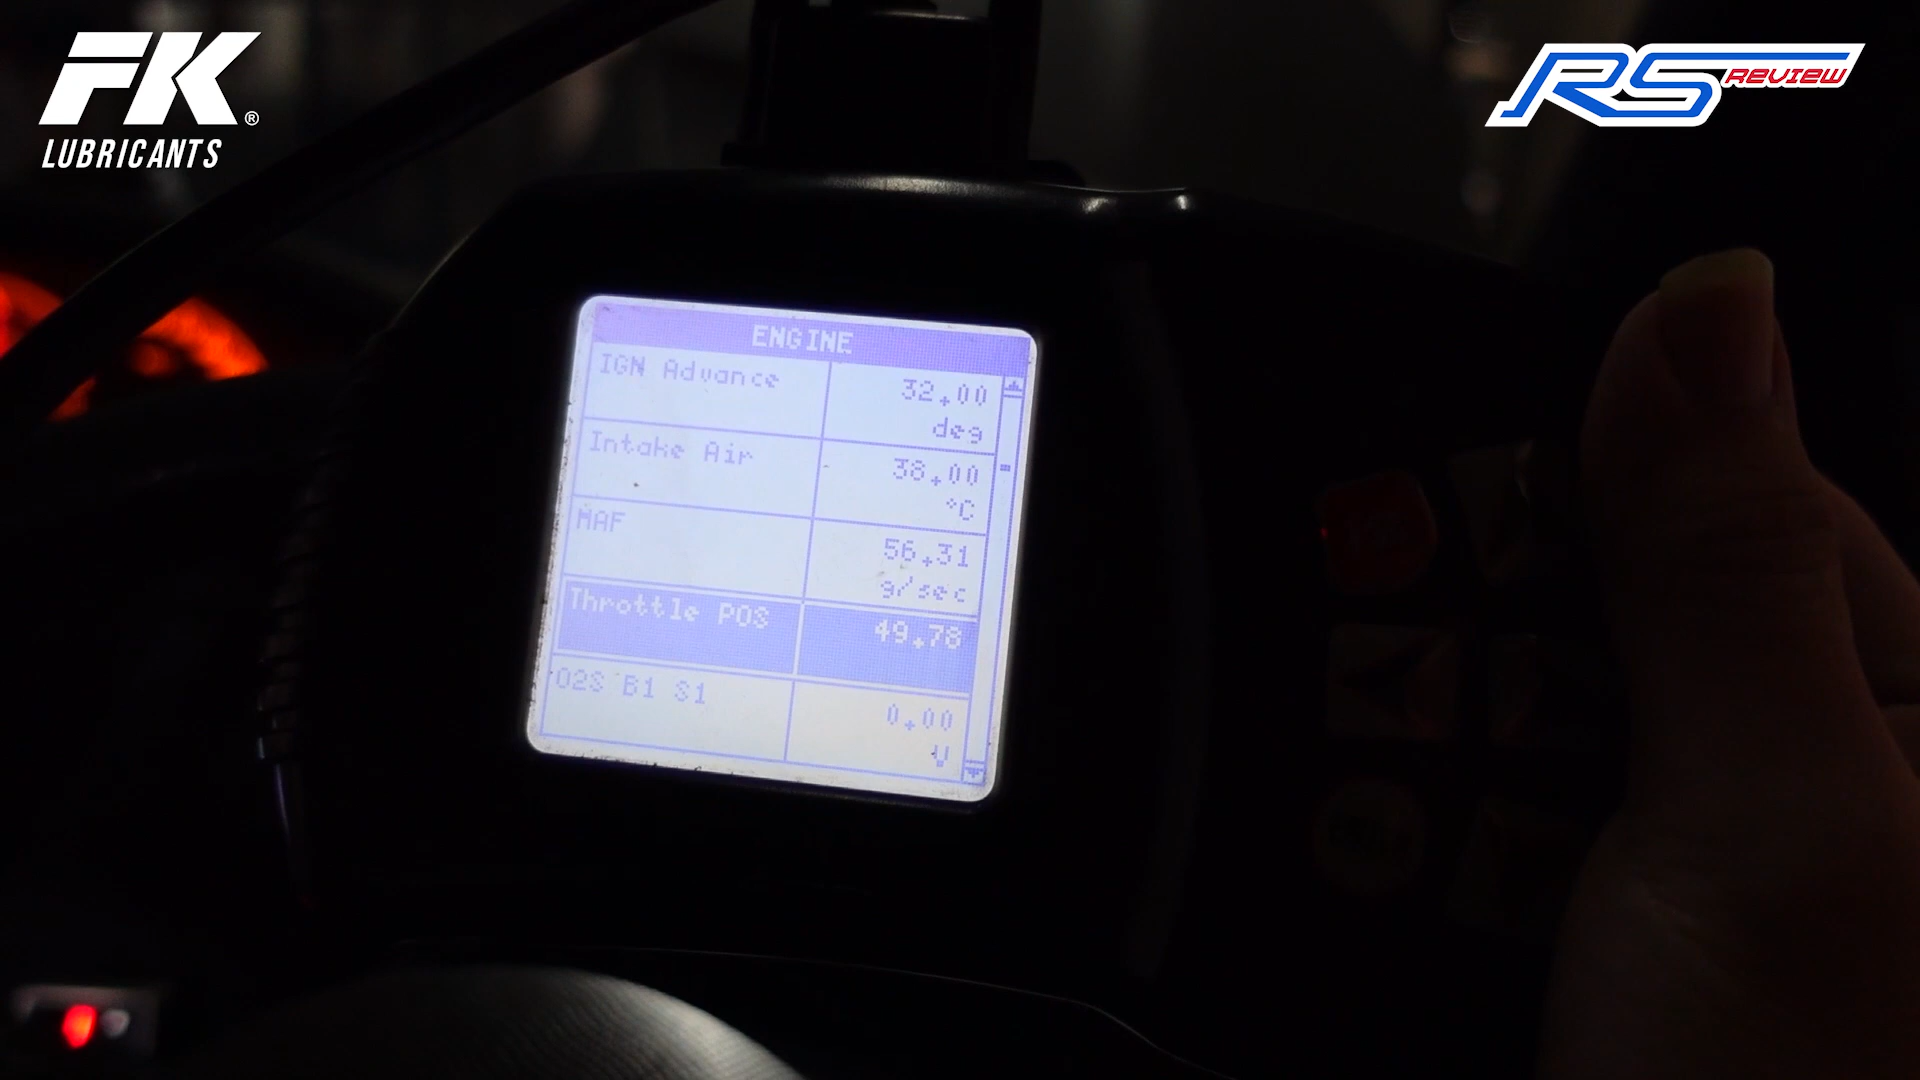 FK®
LUBRICANTS
RS REVIEW
ENGINE
IGN Advance 32.00
deg
Intake Air 38.00
°C
MAF 56.31
g/sec
Throttle POS 49.78
O2S B1 S1 0.00
V